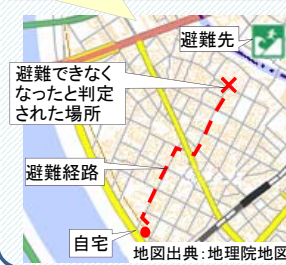 避難先
避難できなく
なったと判定
された場所
避難経路
自宅
地図出典：地理院地図